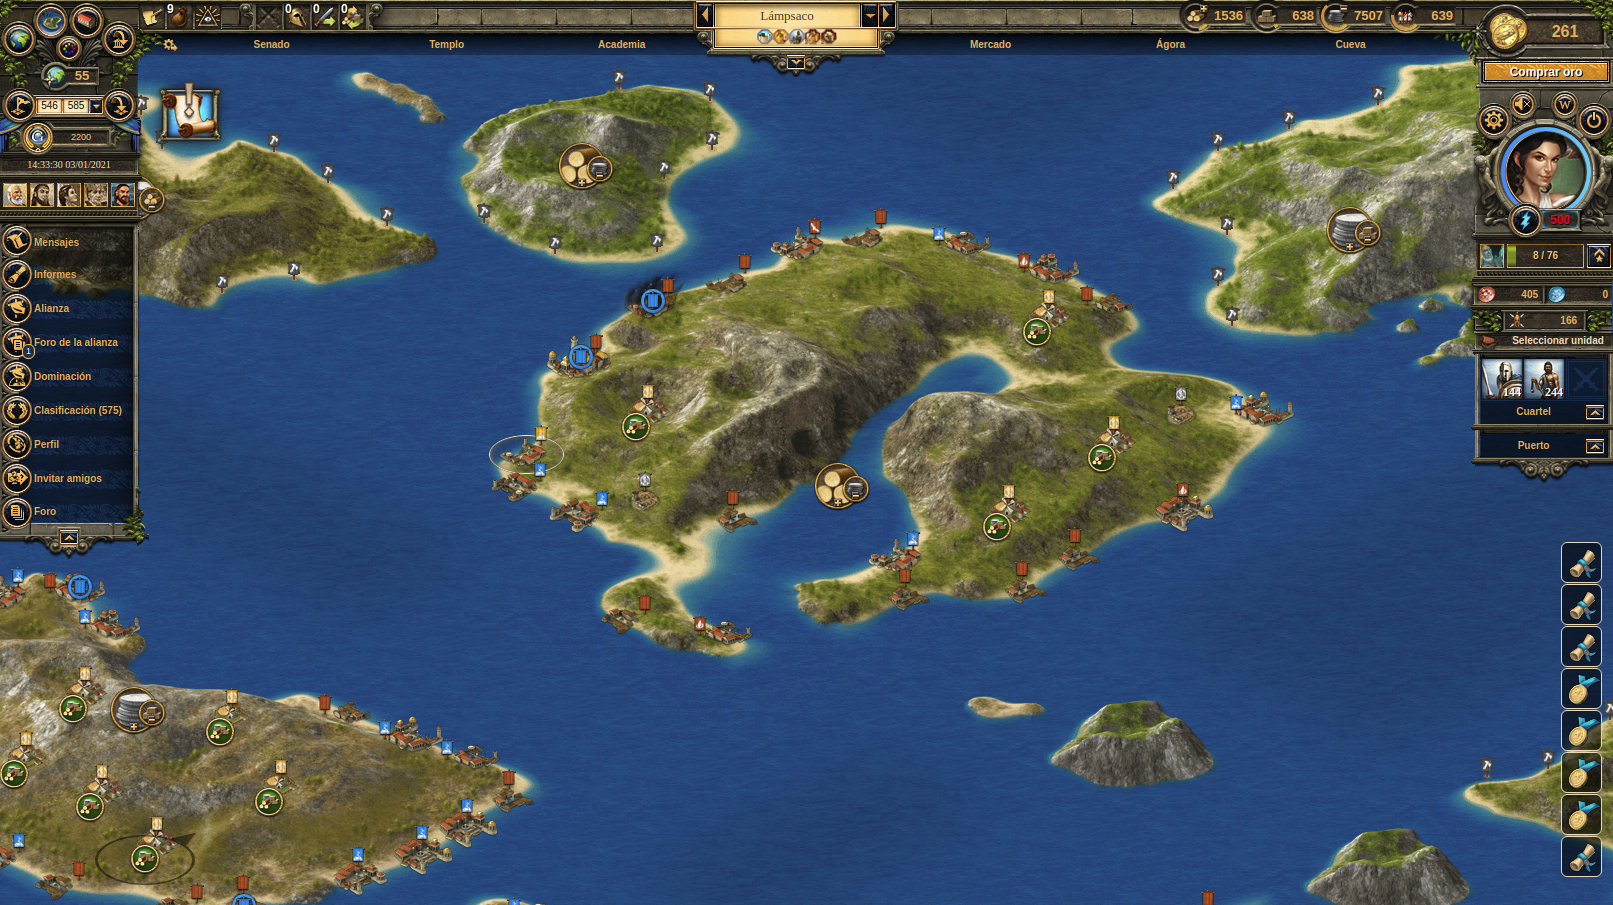 9
0
0
0
Lámpsaco
1536
638
7507
639
261
Senado
Templo
Academia
Mercado
Ágora
Cueva
55
Comprar oro
546
585
2200
W
14:33:30 03/01/2021
500
Mensajes
8 / 76
Informes
405
0
Alianza
166
Foro de la alianza
1
Seleccionar unidad
Dominación
144
244
Clasificación (575)
Cuartel
Perfil
Puerto
Invitar amigos
Foro